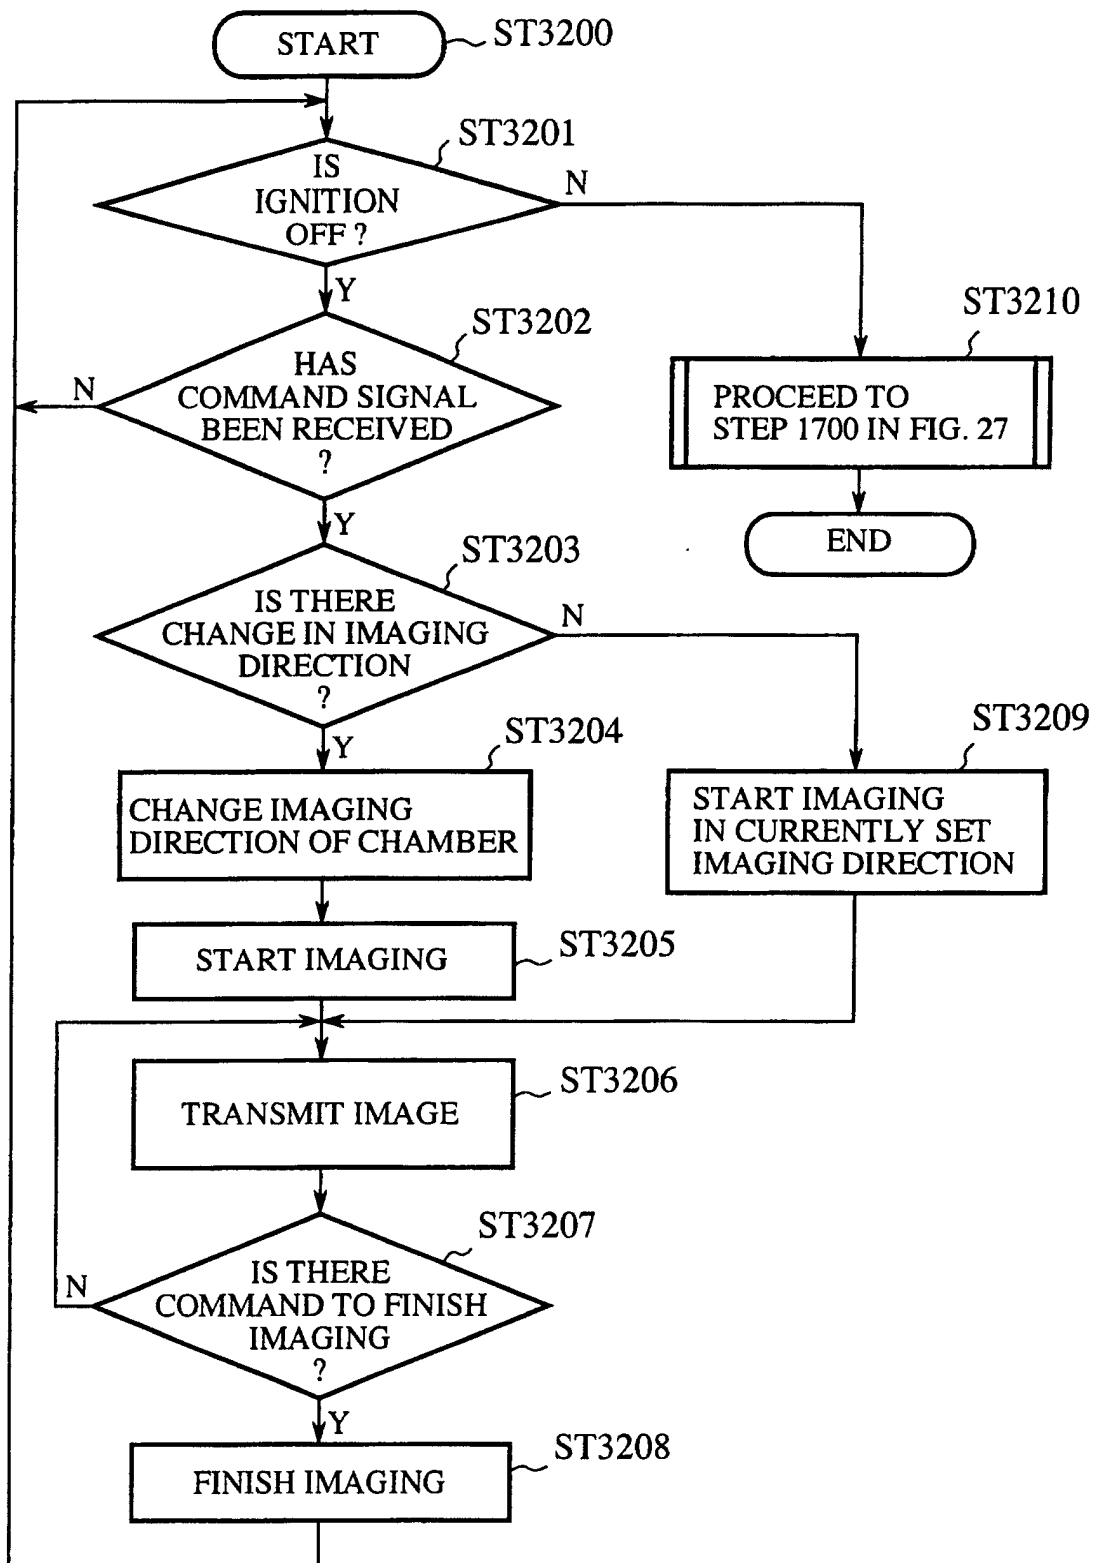 START
ST3200
ST3201
IS
IGNITION
OFF ?
N
Y
ST3202
HAS
COMMAND SIGNAL
BEEN RECEIVED
?
N
Y
ST3210
PROCEED TO
STEP 1700 IN FIG. 27
END
ST3203
IS THERE
CHANGE IN IMAGING
DIRECTION
?
N
Y
ST3204
CHANGE IMAGING
DIRECTION OF CHAMBER
ST3209
START IMAGING
IN CURRENTLY SET
IMAGING DIRECTION
START IMAGING
ST3205
TRANSMIT IMAGE
ST3206
ST3207
IS THERE
COMMAND TO FINISH
IMAGING
?
N
Y
ST3208
FINISH IMAGING